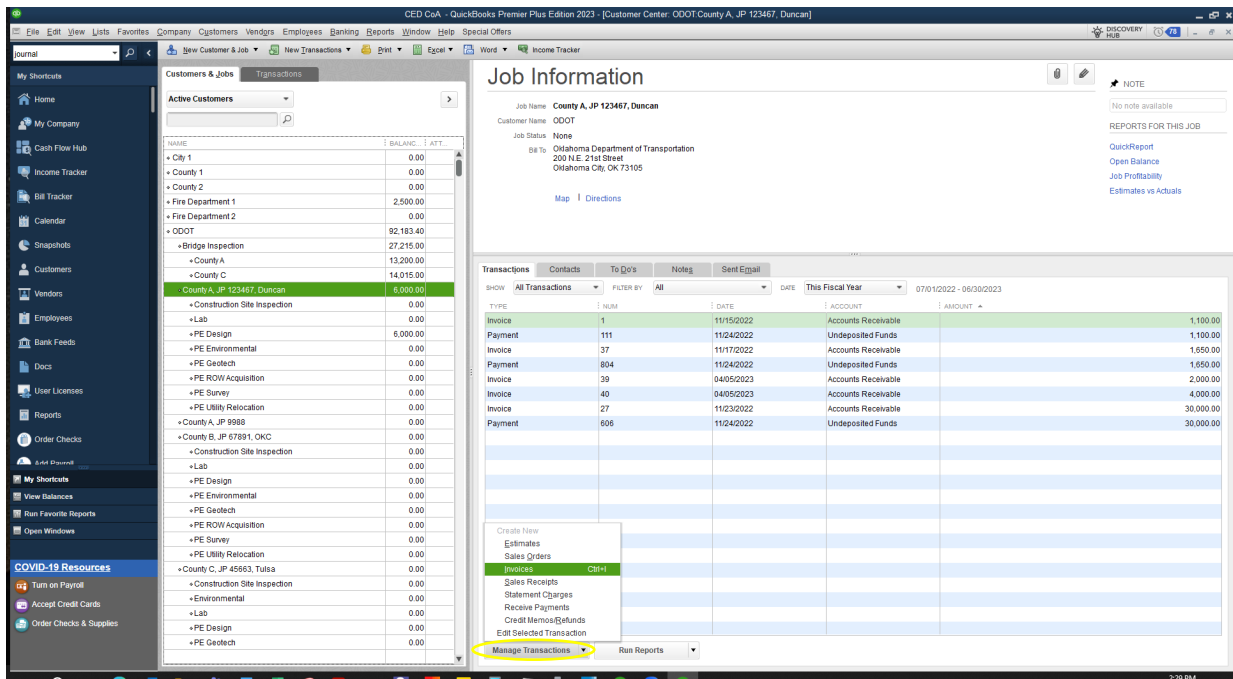 CED CoA - QuickBooks Premier Plus Edition 2023 - [Customer Center: ODOT:County A, JP 123467, Duncan]
File Edit View Lists Favorites Company Customers Vendors Employees Banking Reports Window Help Special Offers
DISCOVERY HUB 78
journal
New Customer & Job New Transactions Print Excel Word Income Tracker
My Shortcuts
Home
My Company
Cash Flow Hub
Income Tracker
Bill Tracker
Calendar
Snapshots
Customers
Vendors
Employees
Bank Feeds
Docs
User Licenses
Reports
Order Checks
Add Payroll
My Shortcuts
View Balances
Run Favorite Reports
Open Windows
COVID-19 Resources
Turn on Payroll
Accept Credit Cards
Order Checks & Supplies
Customers & Jobs Transactions
Active Customers
NAME BALANC... ATT...
City 1 0.00
County 1 0.00
County 2 0.00
Fire Department 1 2,500.00
Fire Department 2 0.00
ODOT 92,183.40
Bridge Inspection 27,215.00
County A 13,200.00
County C 14,015.00
County A, JP 123467, Duncan 6,000.00
Construction Site Inspection 0.00
Lab 0.00
PE Design 6,000.00
PE Environmental 0.00
PE Geotech 0.00
PE ROW Acquisition 0.00
PE Survey 0.00
PE Utility Relocation 0.00
County A, JP 9988 0.00
County B, JP 67891, OKC 0.00
Construction Site Inspection 0.00
Lab 0.00
PE Design 0.00
PE Environmental 0.00
PE Geotech 0.00
PE ROW Acquisition 0.00
PE Survey 0.00
PE Utility Relocation 0.00
County C, JP 45663, Tulsa 0.00
Construction Site Inspection 0.00
Environmental 0.00
Lab 0.00
PE Design 0.00
PE Geotech 0.00
Job Information
Job Name County A, JP 123467, Duncan
Customer Name ODOT
Job Status None
Bill To Oklahoma Department of Transportation
200 N.E. 21st Street
Oklahoma City, OK 73105
Map | Directions
NOTE
No note available
REPORTS FOR THIS JOB
QuickReport
Open Balance
Job Profitability
Estimates vs Actuals
Transactions Contacts To Do's Notes Sent Email
SHOW All Transactions FILTER BY All DATE This Fiscal Year 07/01/2022 - 06/30/2023
TYPE NUM DATE ACCOUNT AMOUNT
Invoice 1 11/15/2022 Accounts Receivable 1,100.00
Payment 111 11/24/2022 Undeposited Funds 1,100.00
Invoice 37 11/17/2022 Accounts Receivable 1,650.00
Payment 804 11/24/2022 Undeposited Funds 1,650.00
Invoice 39 04/05/2023 Accounts Receivable 2,000.00
Invoice 40 04/05/2023 Accounts Receivable 4,000.00
Invoice 27 11/23/2022 Accounts Receivable 30,000.00
Payment 606 11/24/2022 Undeposited Funds 30,000.00
Create New
Estimates
Sales Orders
Invoices Ctrl+I
Sales Receipts
Statement Charges
Receive Payments
Credit Memos/Refunds
Edit Selected Transaction
Manage Transactions Run Reports
2:29 PM